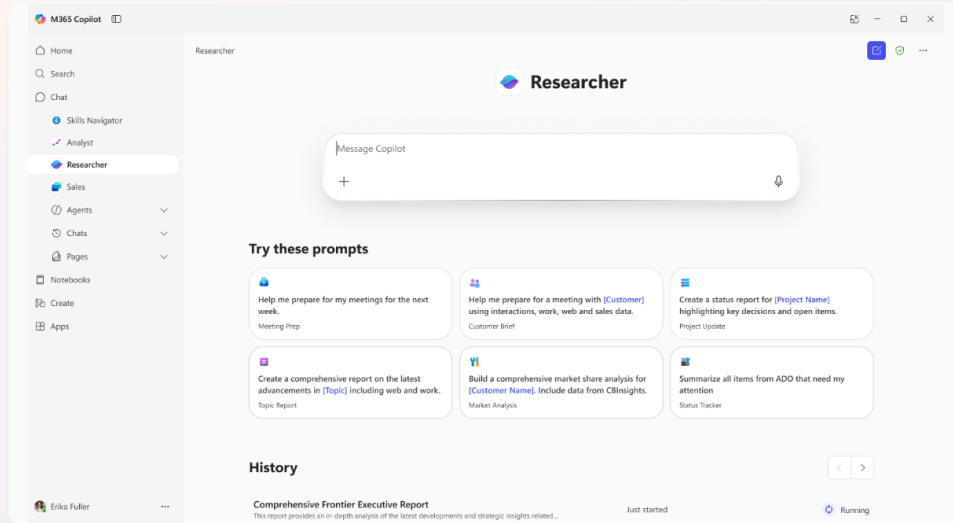 M365 Copilot
Home
Search
Chat
Skills Navigator
Analyst
Researcher
Sales
Agents
Chats
Pages
Notebooks
Create
Apps
Erika Fuller
Researcher
Researcher
Message Copilot
Try these prompts
Help me prepare for my meetings for the next
week.
Meeting Prep
Help me prepare for a meeting with [Customer]
using interactions, work, web and sales data.
Customer Brief
Create a status report for [Project Name]
highlighting key decisions and open items.
Project Update
Create a comprehensive report on the latest
advancements in [Topic] including web and work.
Topic Report
Build a comprehensive market share analysis for
[Customer Name]. Include data from CBInsights.
Market Analysis
Summarize all items from ADO that need my
attention
Status Tracker
History
Comprehensive Frontier Executive Report
This report provides an in-depth analysis of the latest developments and strategic insights related...
Just started
Running